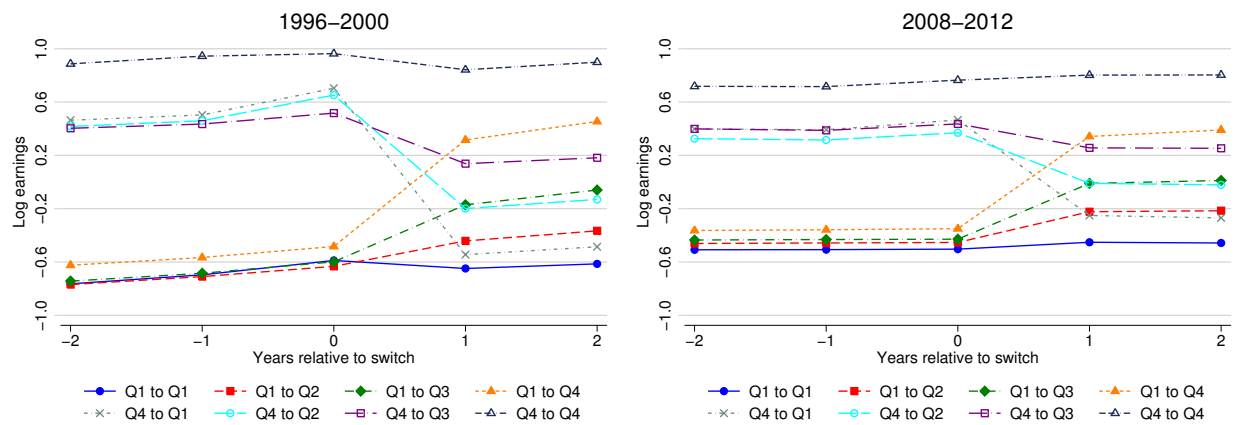 1996–2000
Log earnings
1.0
0.6
0.2
−0.2
−0.6
−1.0
−2 −1 0 1 2
Years relative to switch
Q1 to Q1 Q1 to Q2 Q1 to Q3 Q1 to Q4
Q4 to Q1 Q4 to Q2 Q4 to Q3 Q4 to Q4
2008–2012
Log earnings
1.0
0.6
0.2
−0.2
−0.6
−1.0
−2 −1 0 1 2
Years relative to switch
Q1 to Q1 Q1 to Q2 Q1 to Q3 Q1 to Q4
Q4 to Q1 Q4 to Q2 Q4 to Q3 Q4 to Q4